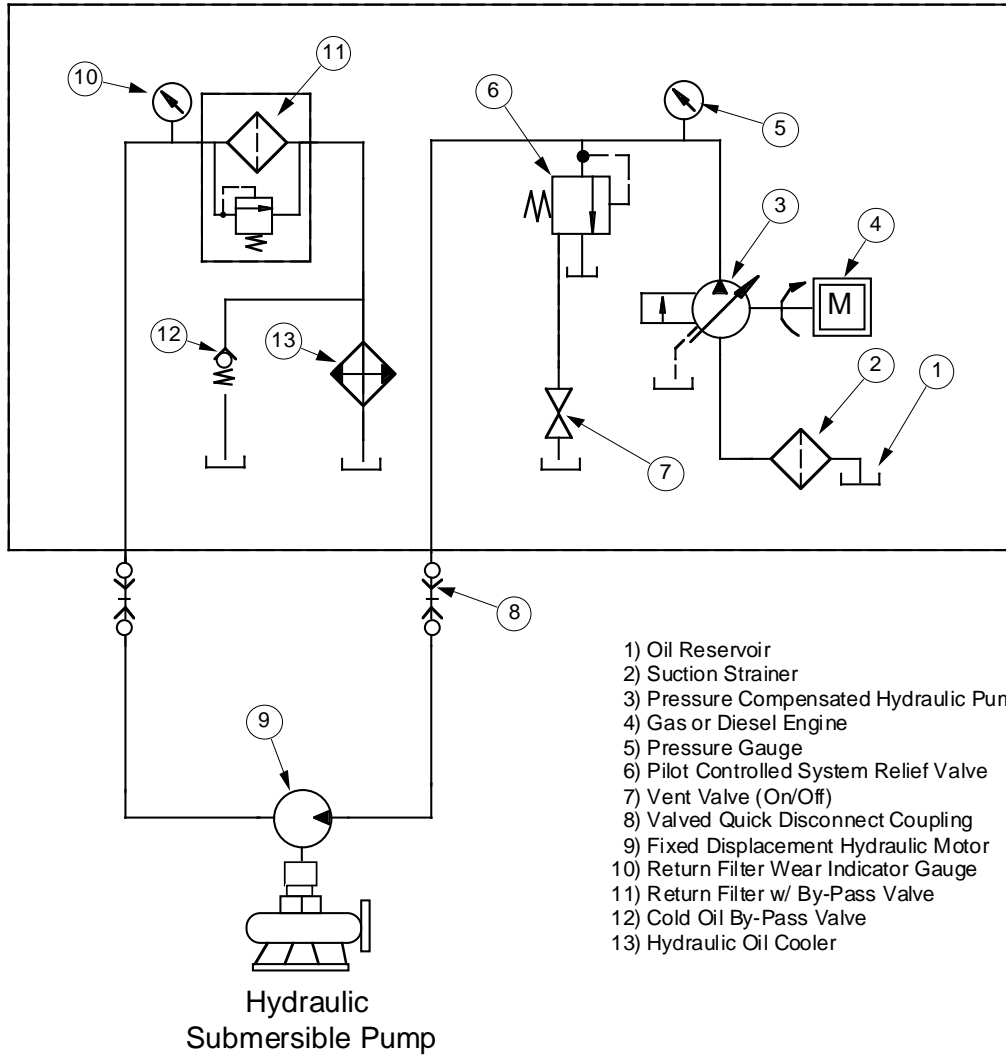 11
10
6
5
3
4
M
12
13
2
1
7
8
9
1) Oil Reservoir
2) Suction Strainer
3) Pressure Compensated Hydraulic Pum
4) Gas or Diesel Engine
5) Pressure Gauge
6) Pilot Controlled System Relief Valve
7) Vent Valve (On/Off)
8) Valved Quick Disconnect Coupling
9) Fixed Displacement Hydraulic Motor
10) Return Filter Wear Indicator Gauge
11) Return Filter w/ By-Pass Valve
12) Cold Oil By-Pass Valve
13) Hydraulic Oil Cooler
Hydraulic
Submersible Pump